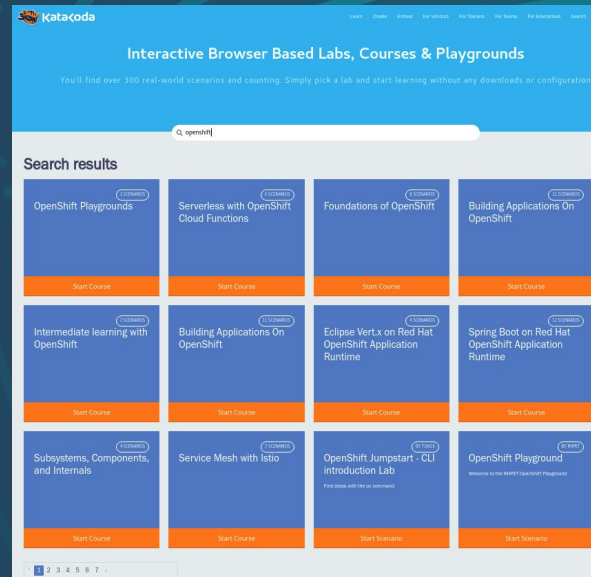 Katacoda
Learn Create Embed For Vendors For Trainers For Teams For Enterprises Search
Interactive Browser Based Labs, Courses & Playgrounds
You'll find over 300 real-world scenarios and counting. Simply pick a lab and start learning without any downloads or configuration
openshift
Search results
3 SCENARIOS
OpenShift Playgrounds
Start Course
4 SCENARIOS
Serverless with OpenShift
Cloud Functions
Start Course
Foundations of OpenShift
Start Course
11 SCENARIOS
Building Applications On
OpenShift
Start Course
2 SCENARIOS
Intermediate learning with
OpenShift
Start Course
11 SCENARIOS
Building Applications On
OpenShift
Start Course
4 SCENARIOS
Eclipse Vert.x on Red Hat
OpenShift Application
Runtime
Start Course
Spring Boot on Red Hat
OpenShift Application
Runtime
Start Course
Subsystems, Components,
and Internals
Start Course
7 SCENARIOS
Service Mesh with Istio
Start Course
OpenShift Jumpstart - CLI
introduction Lab
First steps with the oc command
Start Scenario
BY RHPET
OpenShift Playground
Welcome to the RHPET OpenShift Playground
Start Scenario
1 2 3 4 5 6 7